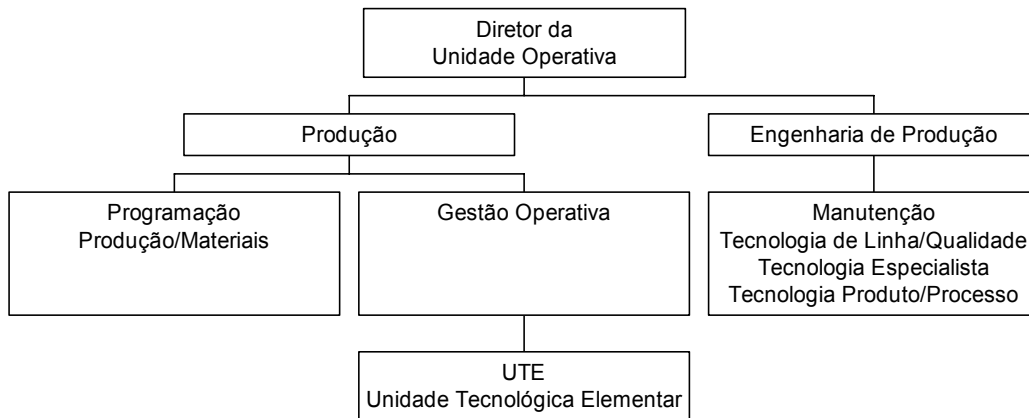 Diretor da
Unidade Operativa
Produção
Engenharia de Produção
Programação
Produção/Materiais
Gestão Operativa
Manutenção
Tecnologia de Linha/Qualidade
Tecnologia Especialista
Tecnologia Produto/Processo
UTE
Unidade Tecnológica Elementar